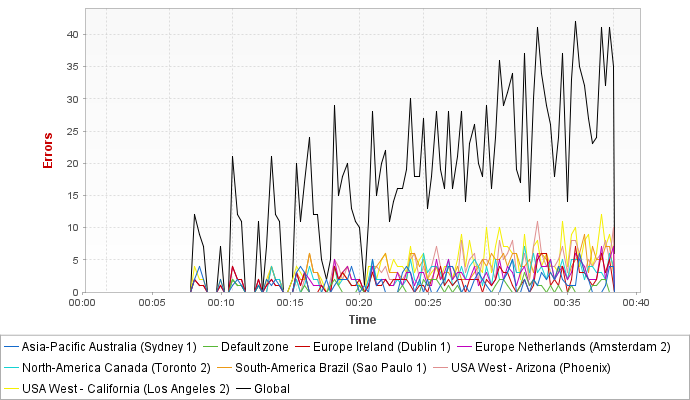 40
35
30
25
20
15
10
5
0
Errors
00:00 00:05 00:10 00:15 00:20 00:25 00:30 00:35 00:40
Time
Asia-Pacific Australia (Sydney 1) Default zone Europe Ireland (Dublin 1) Europe Netherlands (Amsterdam 2)
North-America Canada (Toronto 2) South-America Brazil (Sao Paulo 1) USA West - Arizona (Phoenix)
USA West - California (Los Angeles 2) Global